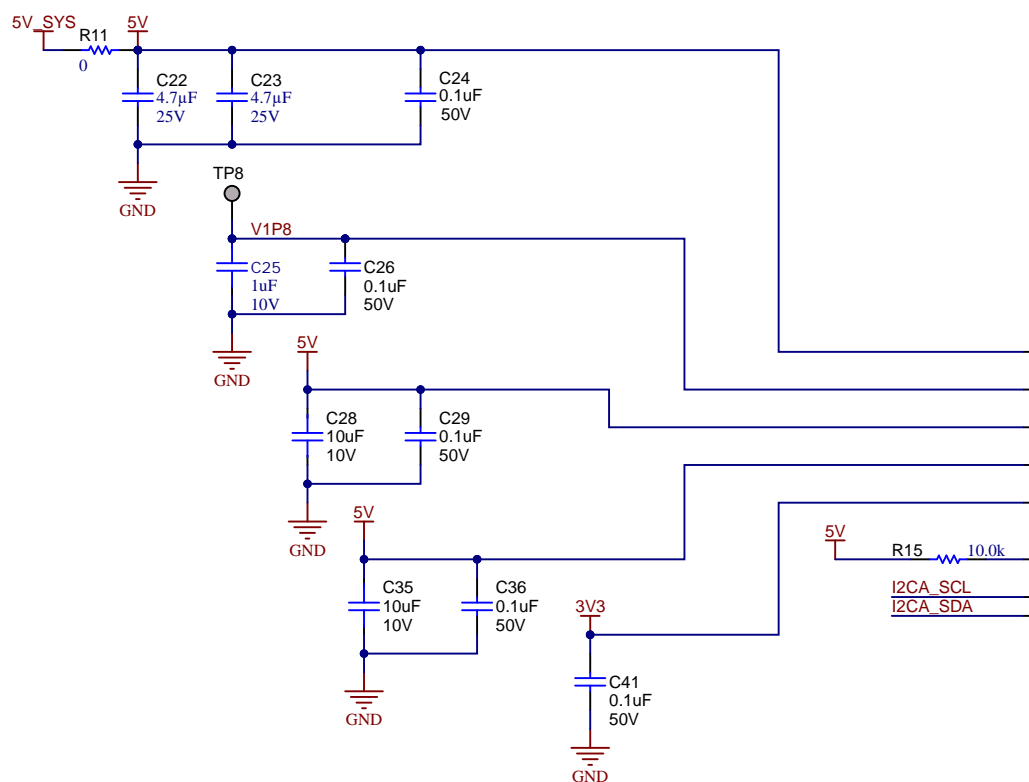 5V_SYS
5V
R11
0
C22
4.7µF
25V
C23
4.7µF
25V
C24
0.1uF
50V
GND
TP8
V1P8
C25
1uF
10V
C26
0.1uF
50V
GND
5V
C28
10uF
10V
C29
0.1uF
50V
GND
5V
C35
10uF
10V
C36
0.1uF
50V
GND
3V3
C41
0.1uF
50V
GND
5V
R15
10.0k
I2CA_SCL
I2CA_SDA